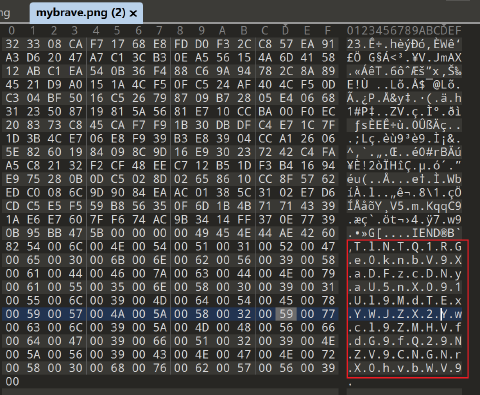 ng
mybrave.png (2) ×
0 1 2 3 4 5 6 7 8 9 A B C D E F 0123456789ABCDEF
32 33 08 CA F7 17 68 E8 FD D0 F3 2C C8 57 EA 91 23.Ê÷.hèýÐó,ÈWê‘
A3 D6 20 47 A7 C1 3C B3 0E A5 56 15 4A 6D 41 58 £Ö G§Á<³.¥V.JmAX
12 AB C1 EA 54 0B 36 F4 88 C6 9A 94 78 2C 8A 89 .«ÁêT.6ôˆÆš”x,Š‰
45 21 D9 A0 15 1A 4C F5 0F C5 24 AF 40 4C F5 0D E!Ù ..Lõ.Å$¯@Lõ.
C3 04 BF 50 16 C5 26 79 87 09 B7 28 05 E4 06 68 Ã.¿P.Å&y‡.·(.ä.h
31 23 50 87 19 81 5A 56 81 E7 10 CC BA 00 F0 EC 1#P‡..ZV.ç.Ìº.ðì
20 83 73 C8 45 CA F7 F9 1B 30 DB DF C4 E7 1C 7F ƒsÈEÊ÷ù.0ÛßÄç..
1D 3B 4C E7 06 E8 F9 39 B3 E8 39 04 CC A1 26 06 .;Lç.èù9³è9.Ì¡&.
5E 82 60 19 84 09 8C 9D 16 E9 30 23 72 42 C4 FA ^‚`.„.Œ..é0#rBÄú
A5 C8 21 32 F2 CF 48 EE C7 12 B5 1D F3 B4 16 94 ¥È!2òÏHîÇ.µ.ó´.”
E9 75 28 0B 0D C5 02 8D 02 65 86 10 CC 8F 57 62 éu(..Å...e†.Ì.Wb
ED C0 08 6C 9D 90 84 EA AC 01 38 5C 31 02 E7 D6 íÀ.l..„ê¬.8\1.çÖ
CD C5 E5 F5 59 B8 56 35 0F 6D 1B 4B 71 71 43 39 ÍÅåõY¸V5.m.KqqC9
1A E6 E7 60 7F F6 74 AC 9B 34 14 FF 37 0E 77 39 .æç`.öt¬›4.ÿ7.w9
0B 95 BB 47 5B 00 00 00 00 49 45 4E 44 AE 42 60 .•»G[....IEND®B`
82 54 00 6C 00 4E 00 54 00 51 00 31 00 52 00 47 ‚T.l.N.T.Q.1.R.G
00 65 00 30 00 6B 00 6E 00 62 00 56 00 39 00 58 .e.0.k.n.b.V.9.X
00 61 00 44 00 46 00 7A 00 63 00 44 00 4E 00 79 .a.D.F.z.c.D.N.y
00 61 00 55 00 35 00 6E 00 58 00 30 00 39 00 31 .a.U.5.n.X.0.9.1
00 55 00 6C 00 39 00 4D 00 64 00 54 00 45 00 78 .U.l.9.M.d.T.E.x
00 59 00 57 00 4A 00 5A 00 58 00 32 00 59 00 77 .Y.W.J.Z.X.2.Y.w
00 63 00 6C 00 39 00 5A 00 4D 00 48 00 56 00 66 .c.l.9.Z.M.H.V.f
00 64 00 47 00 39 00 66 00 51 00 32 00 39 00 4E .d.G.9.f.Q.2.9.N
00 5A 00 56 00 39 00 43 00 4E 00 47 00 4E 00 72 .Z.V.9.C.N.G.N.r
00 58 00 30 00 68 00 62 00 57 00 56 00 39 .X.0.h.b.W.V.9
00 .